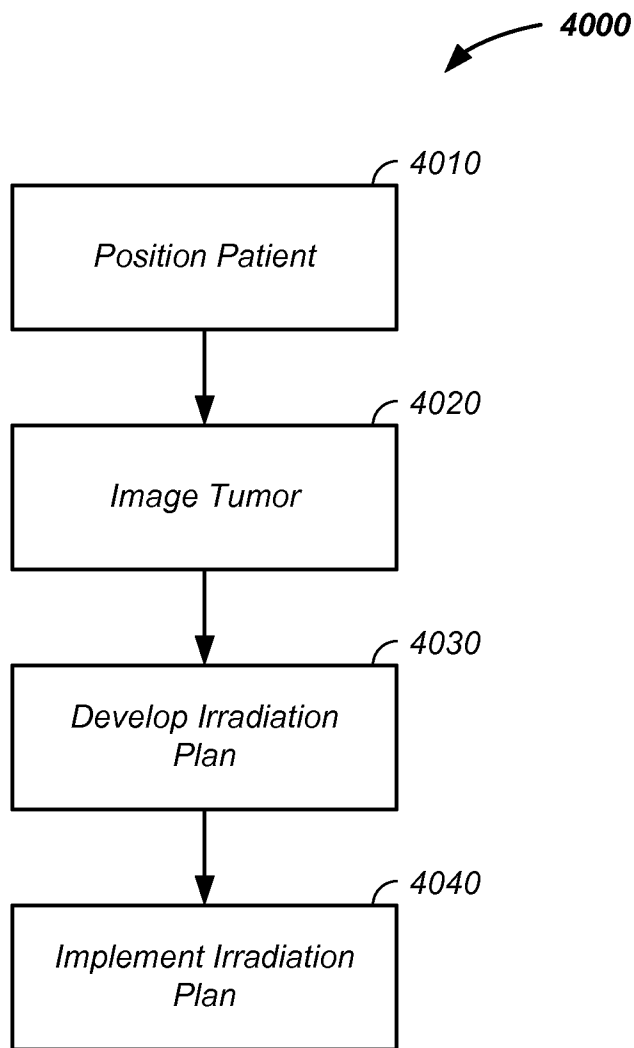 4000
4010
Position Patient
4020
Image Tumor
4030
Develop Irradiation
Plan
4040
Implement Irradiation
Plan